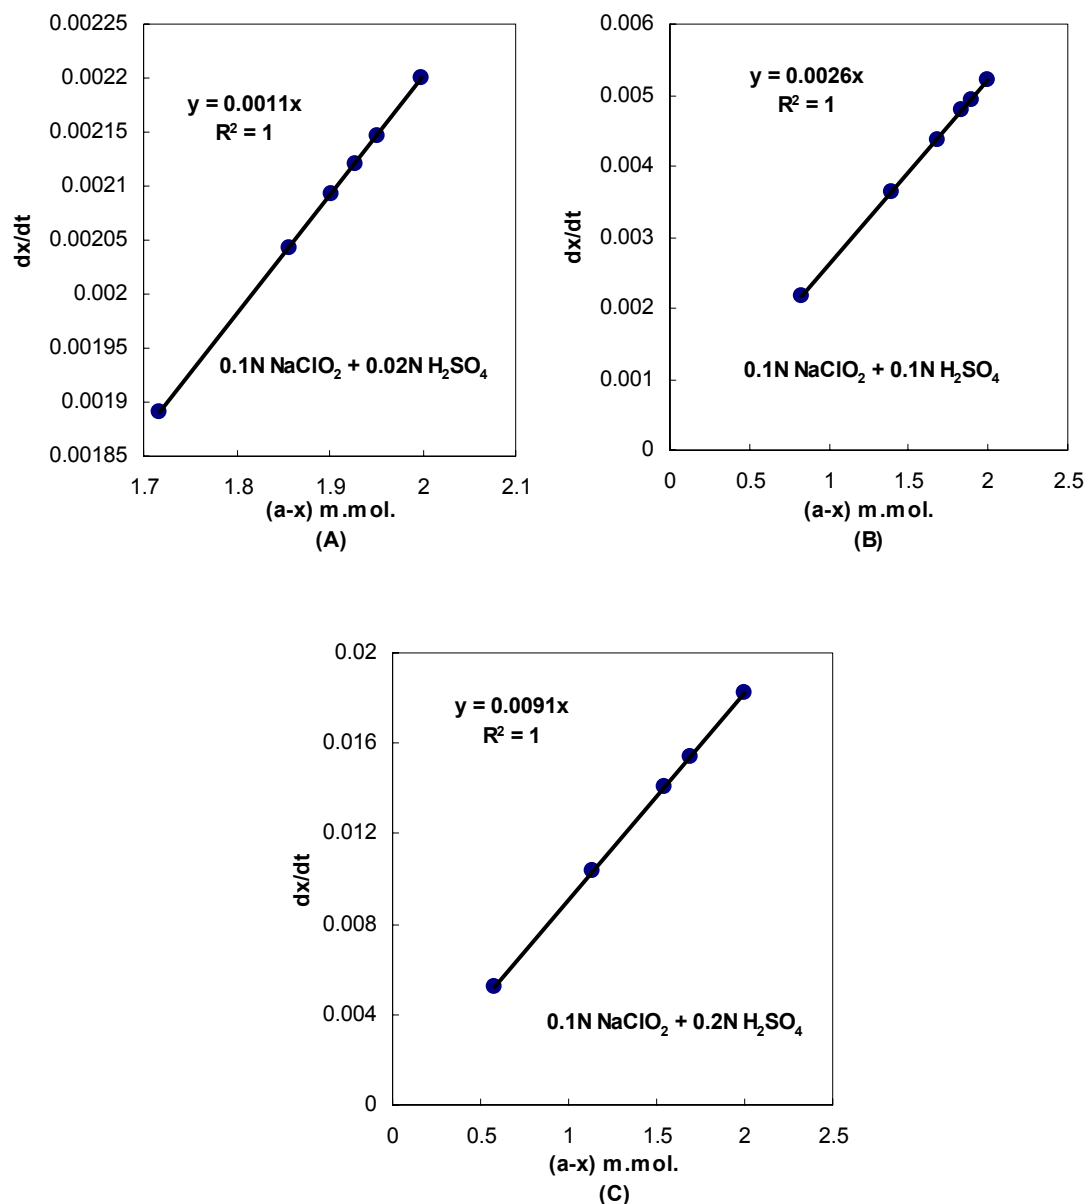 0.00225
0.0022
0.00215
0.0021
0.00205
0.002
0.00195
0.0019
0.00185
dx/dt
y = 0.0011x
R² = 1
0.1N NaClO₂ + 0.02N H₂SO₄
1.7 1.8 1.9 2 2.1
(a-x) m.mol.
(A)
0.006
0.005
0.004
0.003
0.002
0.001
0
dx/dt
y = 0.0026x
R² = 1
0.1N NaClO₂ + 0.1N H₂SO₄
0 0.5 1 1.5 2 2.5
(a-x) m.mol.
(B)
0.02
0.016
0.012
0.008
0.004
0
dx/dt
y = 0.0091x
R² = 1
0.1N NaClO₂ + 0.2N H₂SO₄
0 0.5 1 1.5 2 2.5
(a-x) m.mol.
(C)